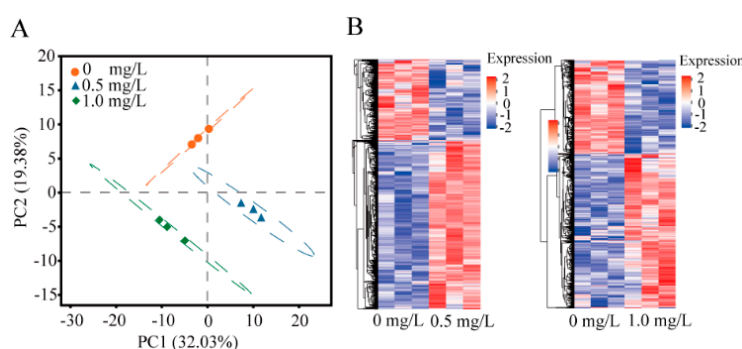 A
B
20
15
10
5
0
-5
-10
-15
PC2 (19.38%)
0 mg/L
0.5 mg/L
1.0 mg/L
-30
-20
-10
0
10
20
PC1 (32.03%)
Expression
2
1
0
-1
-2
0 mg/L 0.5 mg/L
Expression
2
1
0
-1
-2
0 mg/L 1.0 mg/L